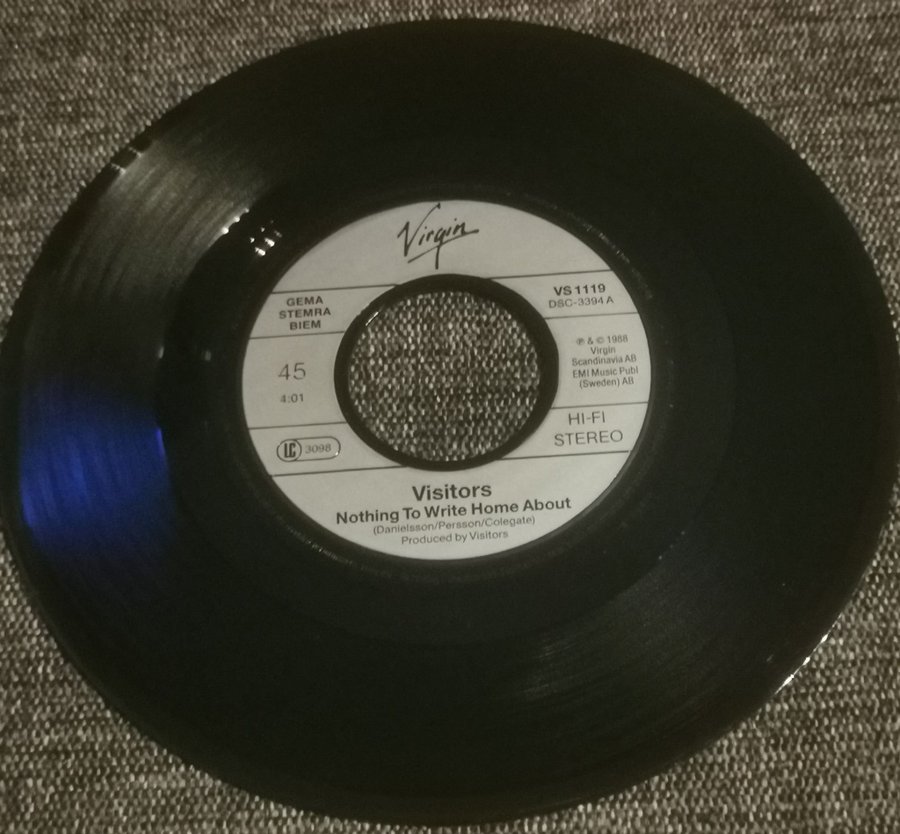 Virgin
GEMA
STEMRA
BIEM
45
4:01
LC 3098
VS 1119
DSC-3394 A
℗ & © 1988
Virgin
Scandinavia AB
EMI Music Publ
(Sweden) AB
HI-FI
STEREO
Visitors
Nothing To Write Home About
(Danielsson/Persson/Colegate)
Produced by Visitors